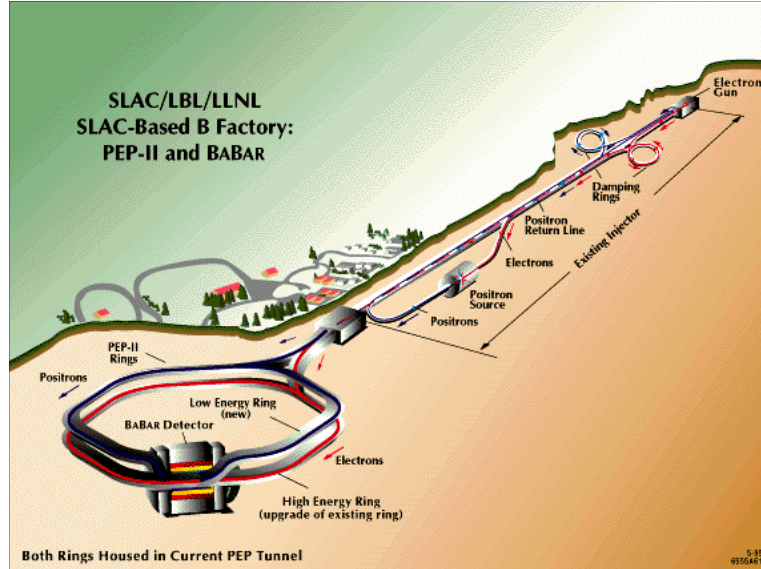 SLAC/LBL/LLNL
SLAC-Based B Factory:
PEP-II and BABAR
Electron
Gun
Damping
Rings
Positron
Return Line
Existing Injector
Electrons
Positron
Source
Positrons
PEP-II
Rings
Positrons
Low Energy Ring
(new)
BABAR Detector
Electrons
High Energy Ring
(upgrade of existing ring)
Both Rings Housed in Current PEP Tunnel